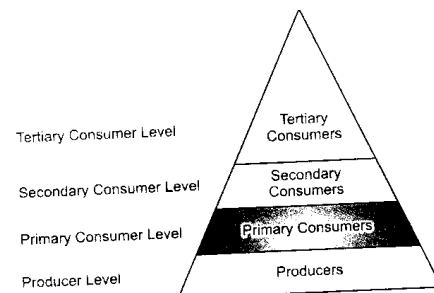 Tertiary Consumer Level
Tertiary
Consumers
Secondary Consumer Level
Secondary
Consumers
Primary Consumer Level
Primary Consumers
Producer Level
Producers